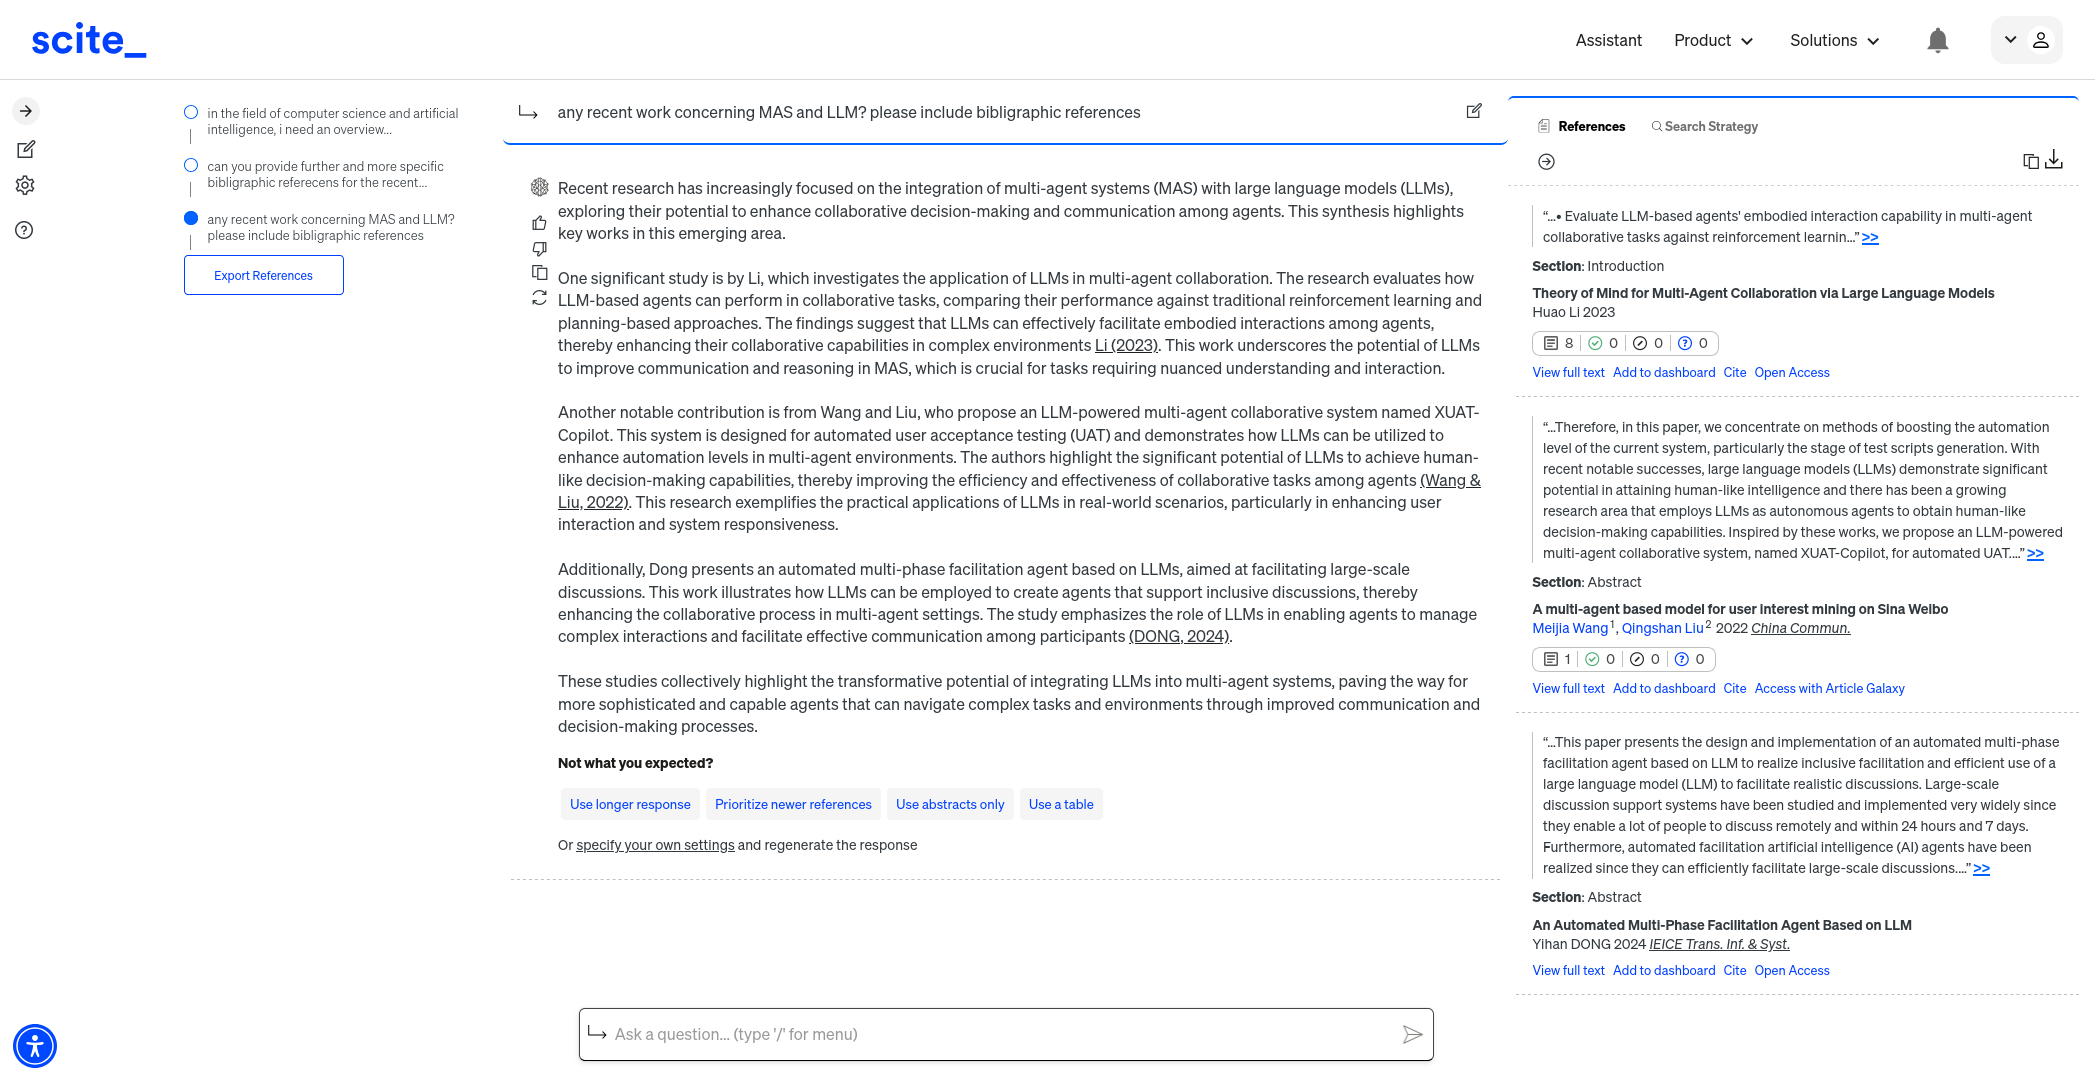 scite_
Assistant
Product
Solutions
in the field of computer science and artificial
intelligence, i need an overview...
can you provide further and more specific
bibligraphic referecens for the recent...
any recent work concerning MAS and LLM?
please include bibligraphic references
Export References
any recent work concerning MAS and LLM? please include bibligraphic references
Recent research has increasingly focused on the integration of multi-agent systems (MAS) with large language models (LLMs),
exploring their potential to enhance collaborative decision-making and communication among agents. This synthesis highlights
key works in this emerging area.
One significant study is by Li, which investigates the application of LLMs in multi-agent collaboration. The research evaluates how
LLM-based agents can perform in collaborative tasks, comparing their performance against traditional reinforcement learning and
planning-based approaches. The findings suggest that LLMs can effectively facilitate embodied interactions among agents,
thereby enhancing their collaborative capabilities in complex environments Li (2023). This work underscores the potential of LLMs
to improve communication and reasoning in MAS, which is crucial for tasks requiring nuanced understanding and interaction.
Another notable contribution is from Wang and Liu, who propose an LLM-powered multi-agent collaborative system named XUAT-
Copilot. This system is designed for automated user acceptance testing (UAT) and demonstrates how LLMs can be utilized to
enhance automation levels in multi-agent environments. The authors highlight the significant potential of LLMs to achieve human-
like decision-making capabilities, thereby improving the efficiency and effectiveness of collaborative tasks among agents (Wang &
Liu, 2022). This research exemplifies the practical applications of LLMs in real-world scenarios, particularly in enhancing user
interaction and system responsiveness.
Additionally, Dong presents an automated multi-phase facilitation agent based on LLMs, aimed at facilitating large-scale
discussions. This work illustrates how LLMs can be employed to create agents that support inclusive discussions, thereby
enhancing the collaborative process in multi-agent settings. The study emphasizes the role of LLMs in enabling agents to manage
complex interactions and facilitate effective communication among participants (DONG, 2024).
These studies collectively highlight the transformative potential of integrating LLMs into multi-agent systems, paving the way for
more sophisticated and capable agents that can navigate complex tasks and environments through improved communication and
decision-making processes.
Not what you expected?
Use longer response
Prioritize newer references
Use abstracts only
Use a table
Or specify your own settings and regenerate the response
Ask a question... (type '/' for menu)
References
Search Strategy
“...• Evaluate LLM-based agents' embodied interaction capability in multi-agent
collaborative tasks against reinforcement learnin...” >>
Section: Introduction
Theory of Mind for Multi-Agent Collaboration via Large Language Models
Huao Li 2023
8 0 0 0
View full text Add to dashboard Cite Open Access
“...Therefore, in this paper, we concentrate on methods of boosting the automation
level of the current system, particularly the stage of test scripts generation. With
recent notable successes, large language models (LLMs) demonstrate significant
potential in attaining human-like intelligence and there has been a growing
research area that employs LLMs as autonomous agents to obtain human-like
decision-making capabilities. Inspired by these works, we propose an LLM-powered
multi-agent collaborative system, named XUAT-Copilot, for automated UAT....” >>
Section: Abstract
A multi-agent based model for user interest mining on Sina Weibo
Meijia Wang1, Qingshan Liu2 2022 China Commun.
1 0 0 0
View full text Add to dashboard Cite Access with Article Galaxy
“...This paper presents the design and implementation of an automated multi-phase
facilitation agent based on LLM to realize inclusive facilitation and efficient use of a
large language model (LLM) to facilitate realistic discussions. Large-scale
discussion support systems have been studied and implemented very widely since
they enable a lot of people to discuss remotely and within 24 hours and 7 days.
Furthermore, automated facilitation artificial intelligence (AI) agents have been
realized since they can efficiently facilitate large-scale discussions....” >>
Section: Abstract
An Automated Multi-Phase Facilitation Agent Based on LLM
Yihan DONG 2024 IEICE Trans. Inf. & Syst.
View full text Add to dashboard Cite Open Access